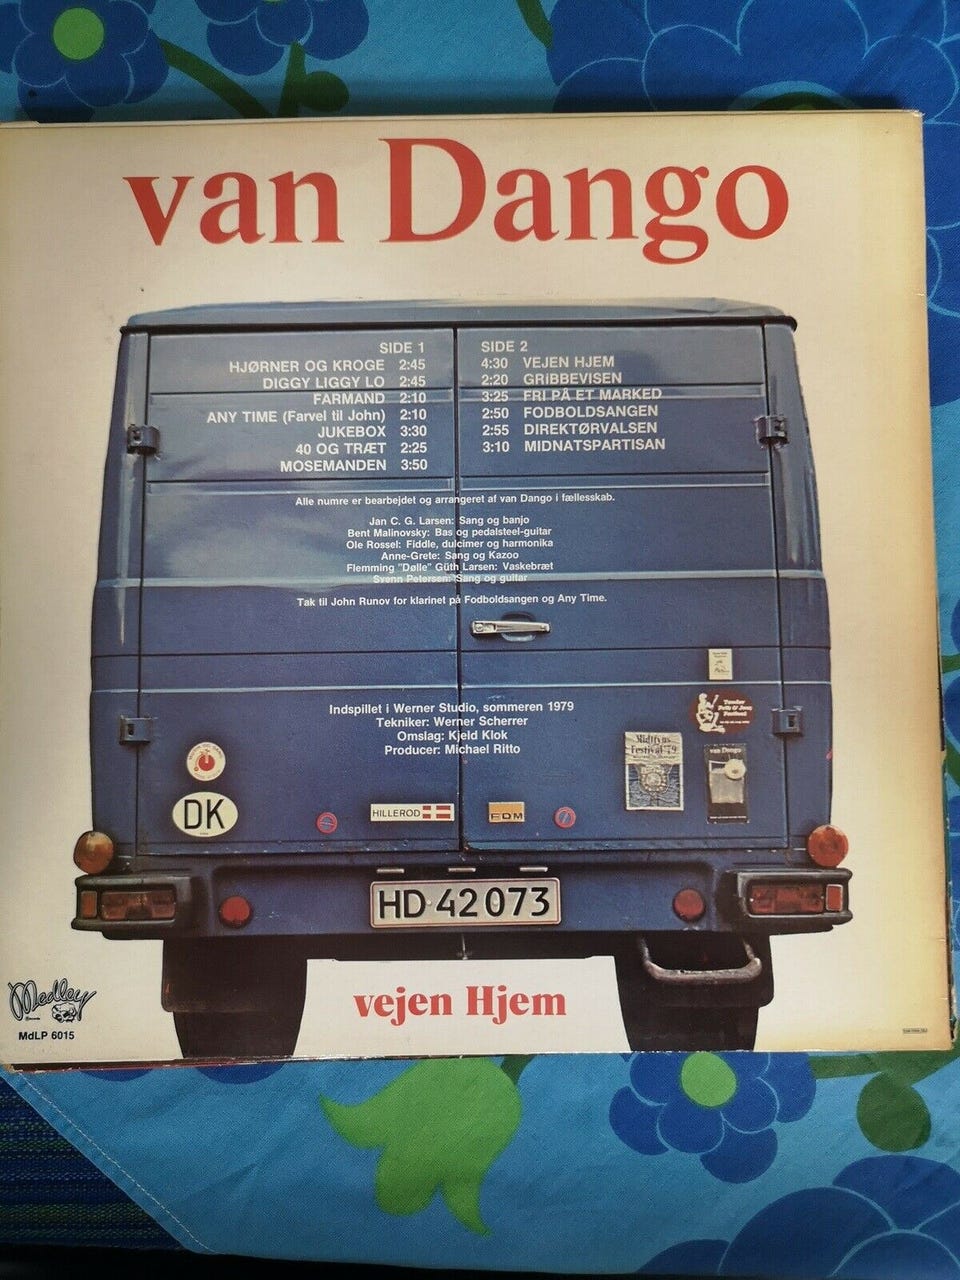 van Dango
SIDE 1
HJØRNER OG KROGE 2:45
DIGGY LIGGY LO 2:45
FARMAND 2:10
ANY TIME (Farvel til John) 2:10
JUKEBOX 3:30
40 OG TRÆT 2:25
MOSEMANDEN 3:50
SIDE 2
4:30 VEJEN HJEM
2:20 GRIBBEVISEN
3:25 FRI PÅ ET MARKED
2:50 FODBOLDSANGEN
2:55 DIREKTØRVALSEN
3:10 MIDNATSPARTISAN
Alle numre er bearbejdet og arrangeret af van Dango i fællesskab.
Jan C. G. Larsen: Sang og banjo
Bent Malinovsky: Bas og pedalsteel-guitar
Ole Rossel: Fiddle, dulcimer og harmonika
Anne-Grete: Sang og Kazoo
Flemming "Dølle" Güth Larsen: Vaskebræt
Svenn Petersen: Sang og guitar
Tak til John Runov for klarinet på Fodboldsangen og Any Time.
Indspillet i Werner Studio, sommeren 1979
Tekniker: Werner Scherrer
Omslag: Kjeld Klok
Producer: Michael Ritto
Tønder
Festival
Midtfyns
Festival '79
van Dango
DK
HILLERØD
FDM
HD 42 073
vejen Hjem
Medley
Records
MdLP 6015